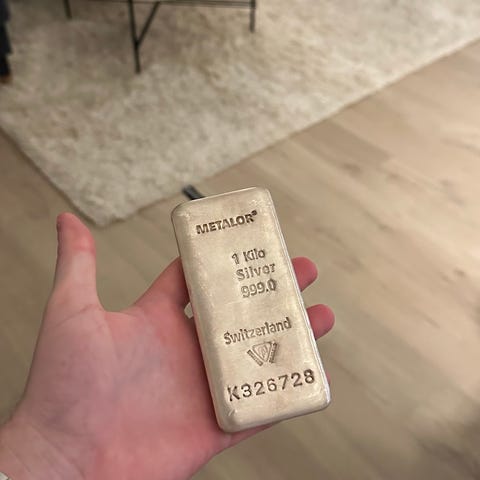 METALOR®
1 Kilo
Silver
999.0
Switzerland
K326728